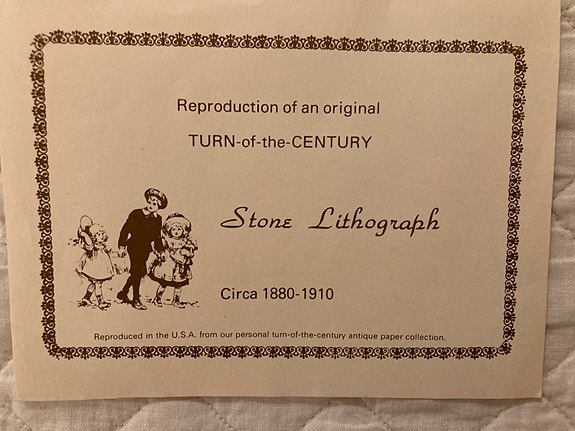 Reproduction of an original
TURN-of-the-CENTURY
Stone Lithograph
Circa 1880-1910
Reproduced in the U.S.A. from our personal turn-of-the-century antique paper collection.